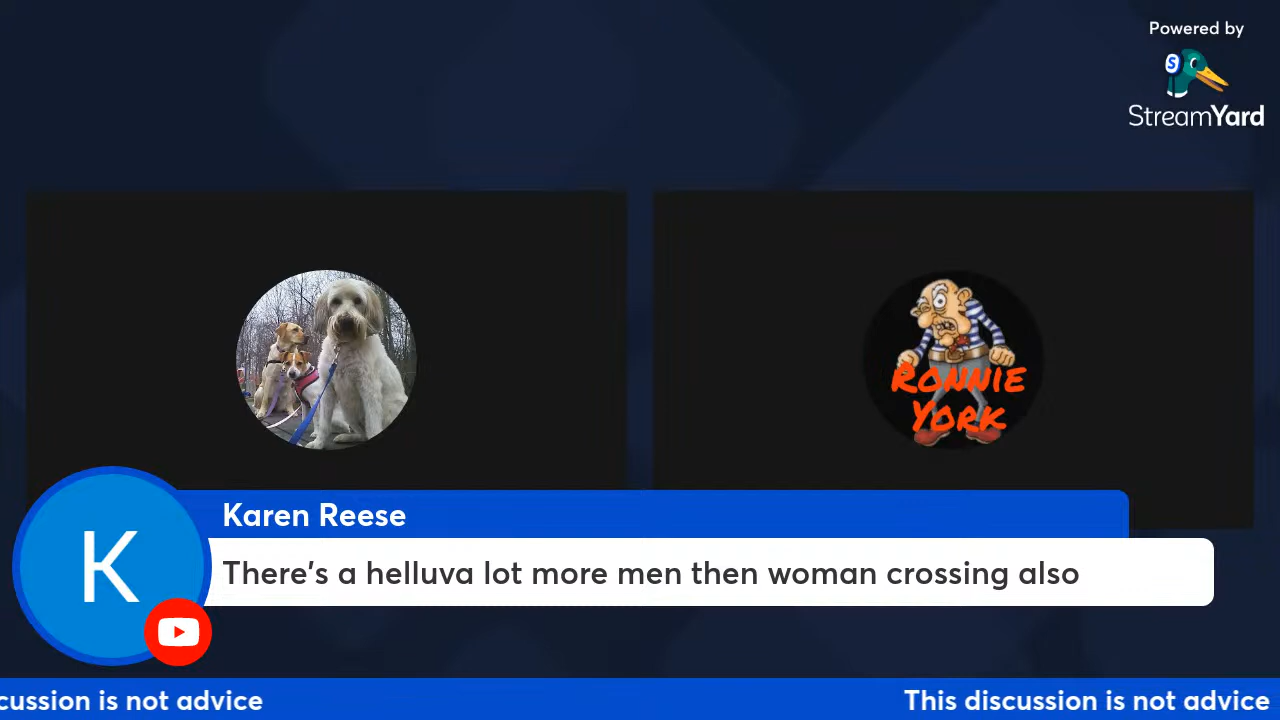 Powered by
S
StreamYard
RONNIE
YORK
K
Karen Reese
There's a helluva lot more men then woman crossing also
cussion is not advice
This discussion is not advice